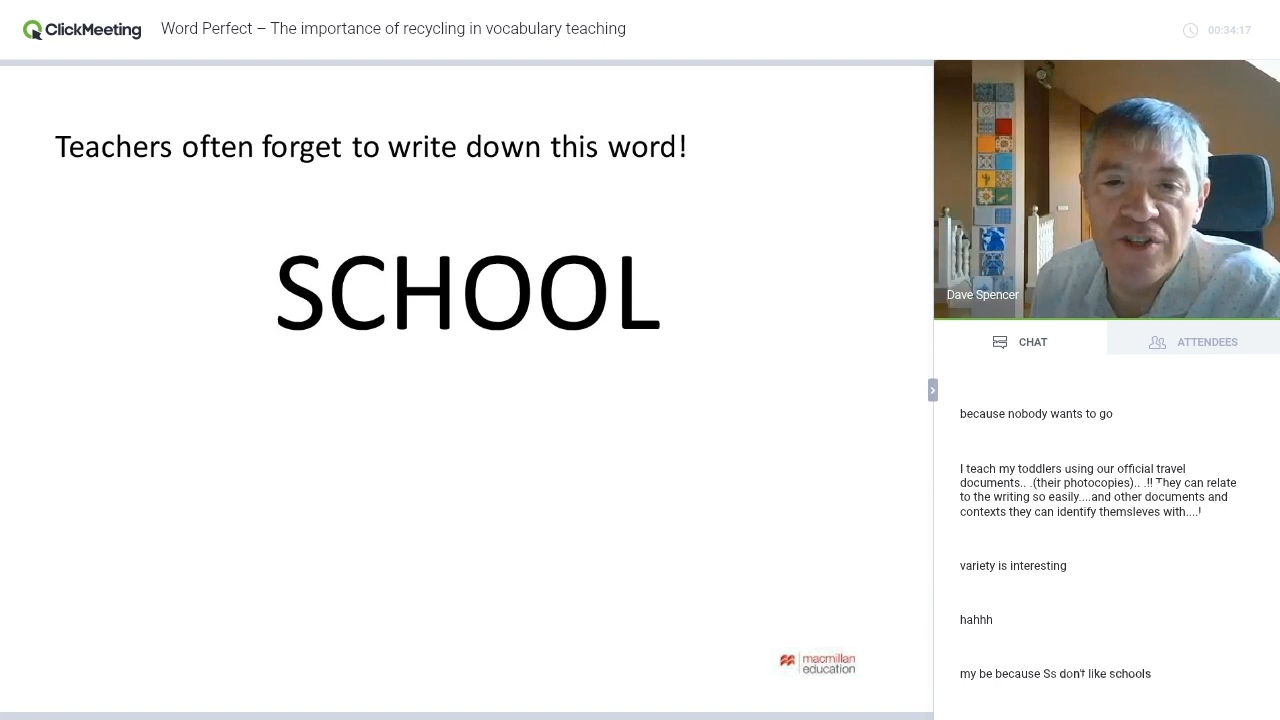 ClickMeeting
Word Perfect – The importance of recycling in vocabulary teaching
00:34:17
Teachers often forget to write down this word!
SCHOOL
macmillan
education
Dave Spencer
CHAT
ATTENDEES
because nobody wants to go
I teach my toddlers using our official travel
documents.. .(their photocopies).. .!! They can relate
to the writing so easily....and other documents and
contexts they can identify themsleves with....!
variety is interesting
hahhh
my be because Ss don't like schools